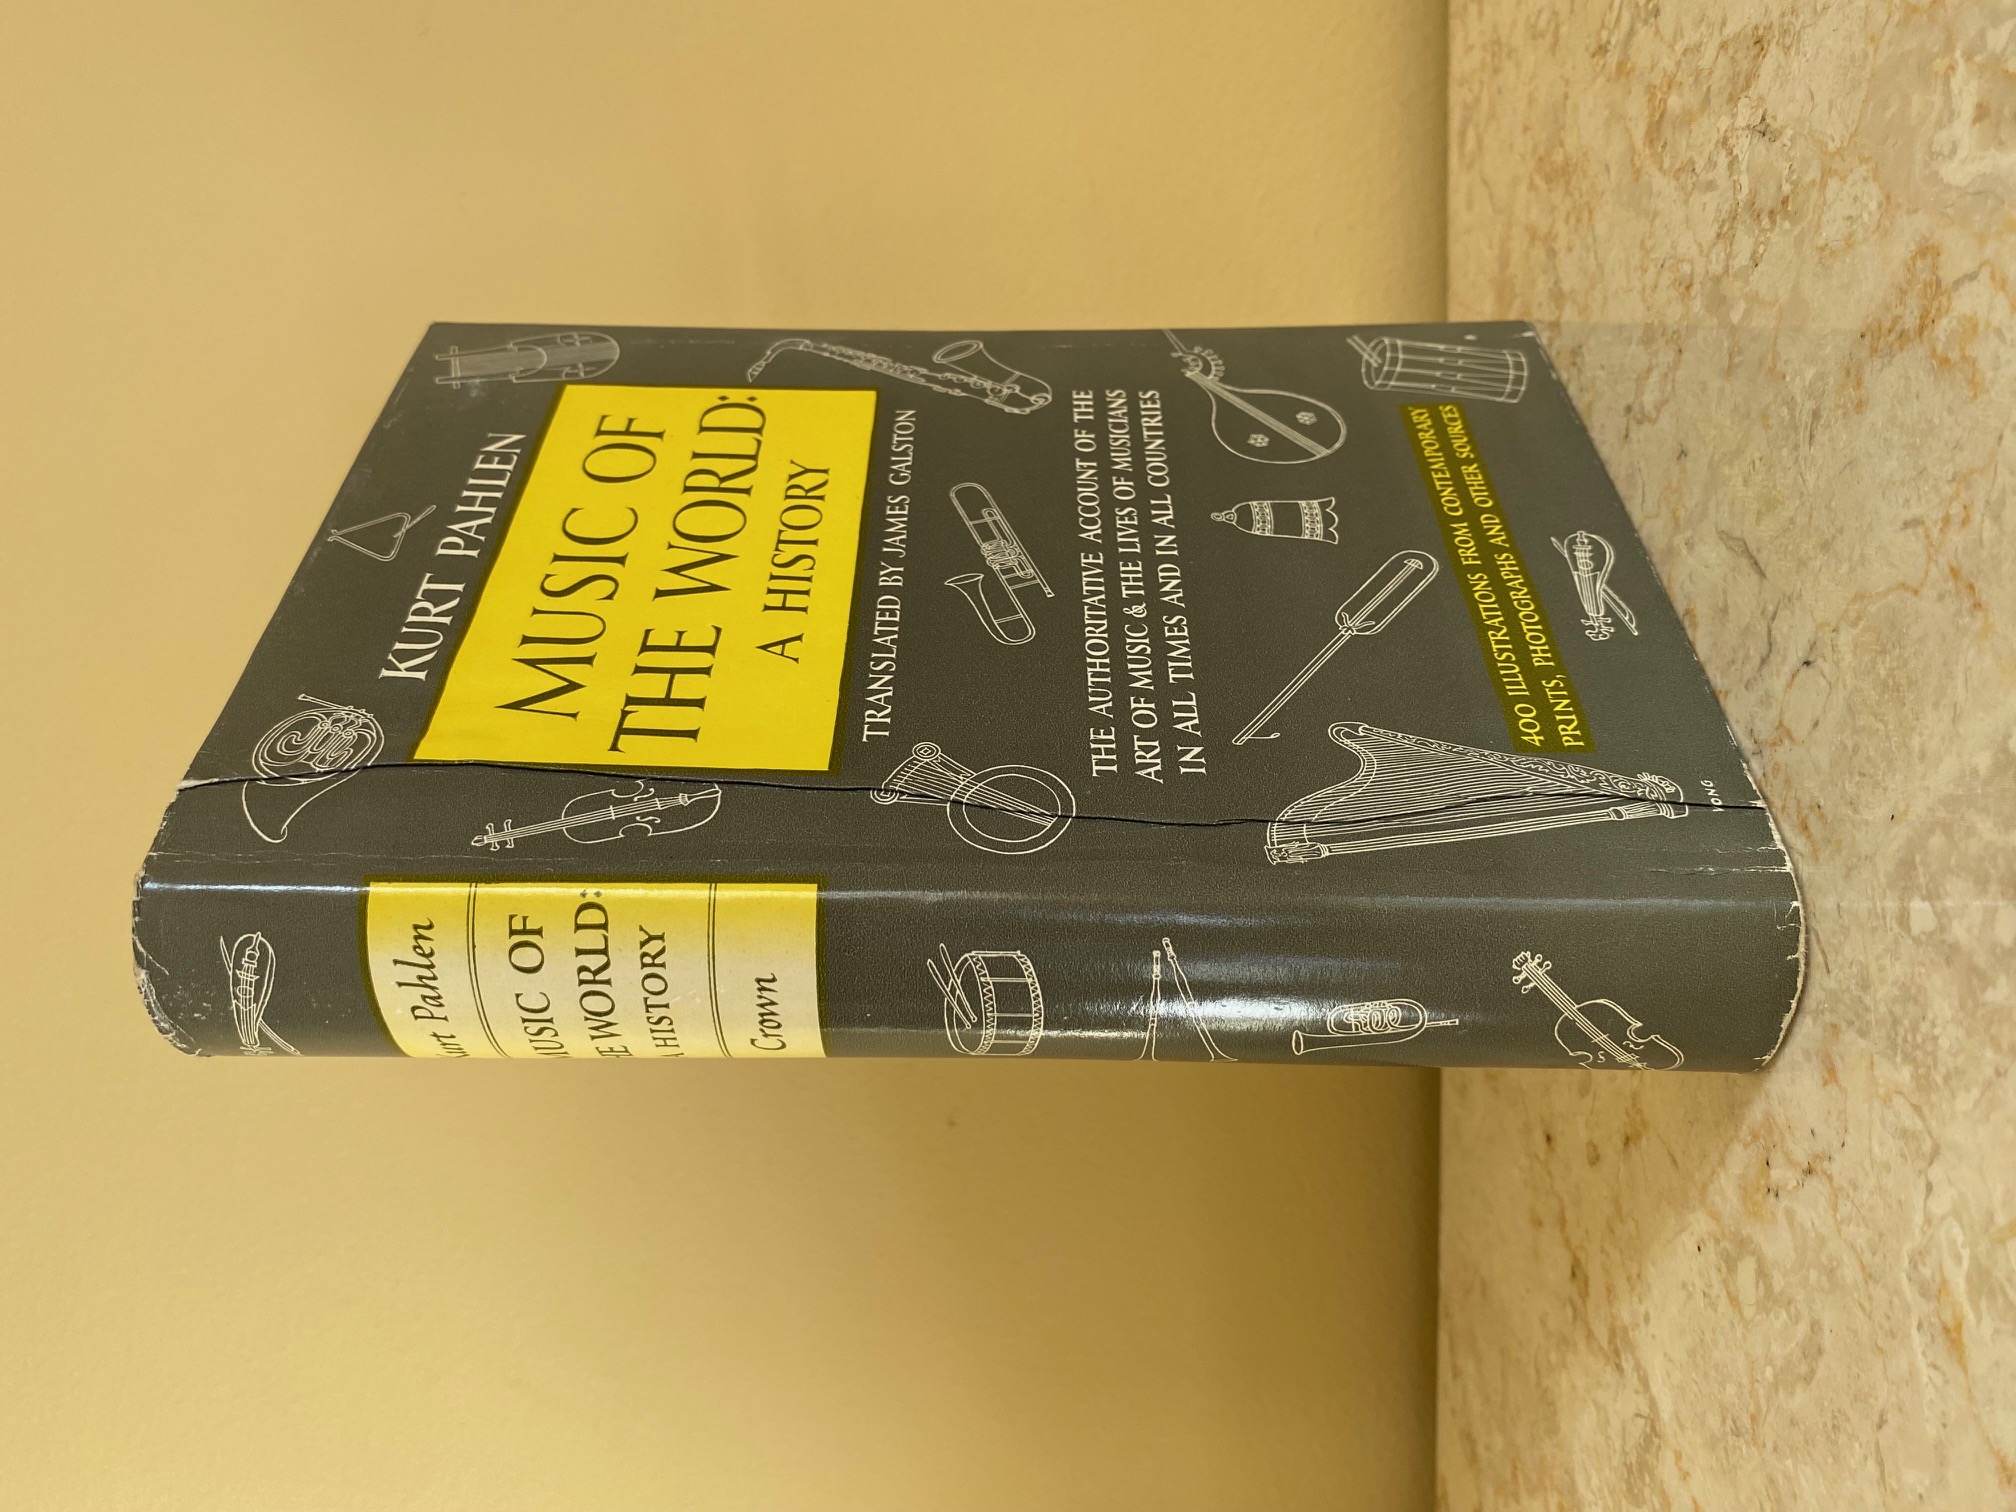 KURT PAHLEN
MUSIC OF
THE WORLD:
A HISTORY
TRANSLATED BY JAMES GALSTON
THE AUTHORITATIVE ACCOUNT OF THE
ART OF MUSIC & THE LIVES OF MUSICIANS
IN ALL TIMES AND IN ALL COUNTRIES
400 ILLUSTRATIONS FROM CONTEMPORARY
PRINTS, PHOTOGRAPHS AND OTHER SOURCES
Kurt Pahlen
MUSIC OF
THE WORLD:
A HISTORY
Crown